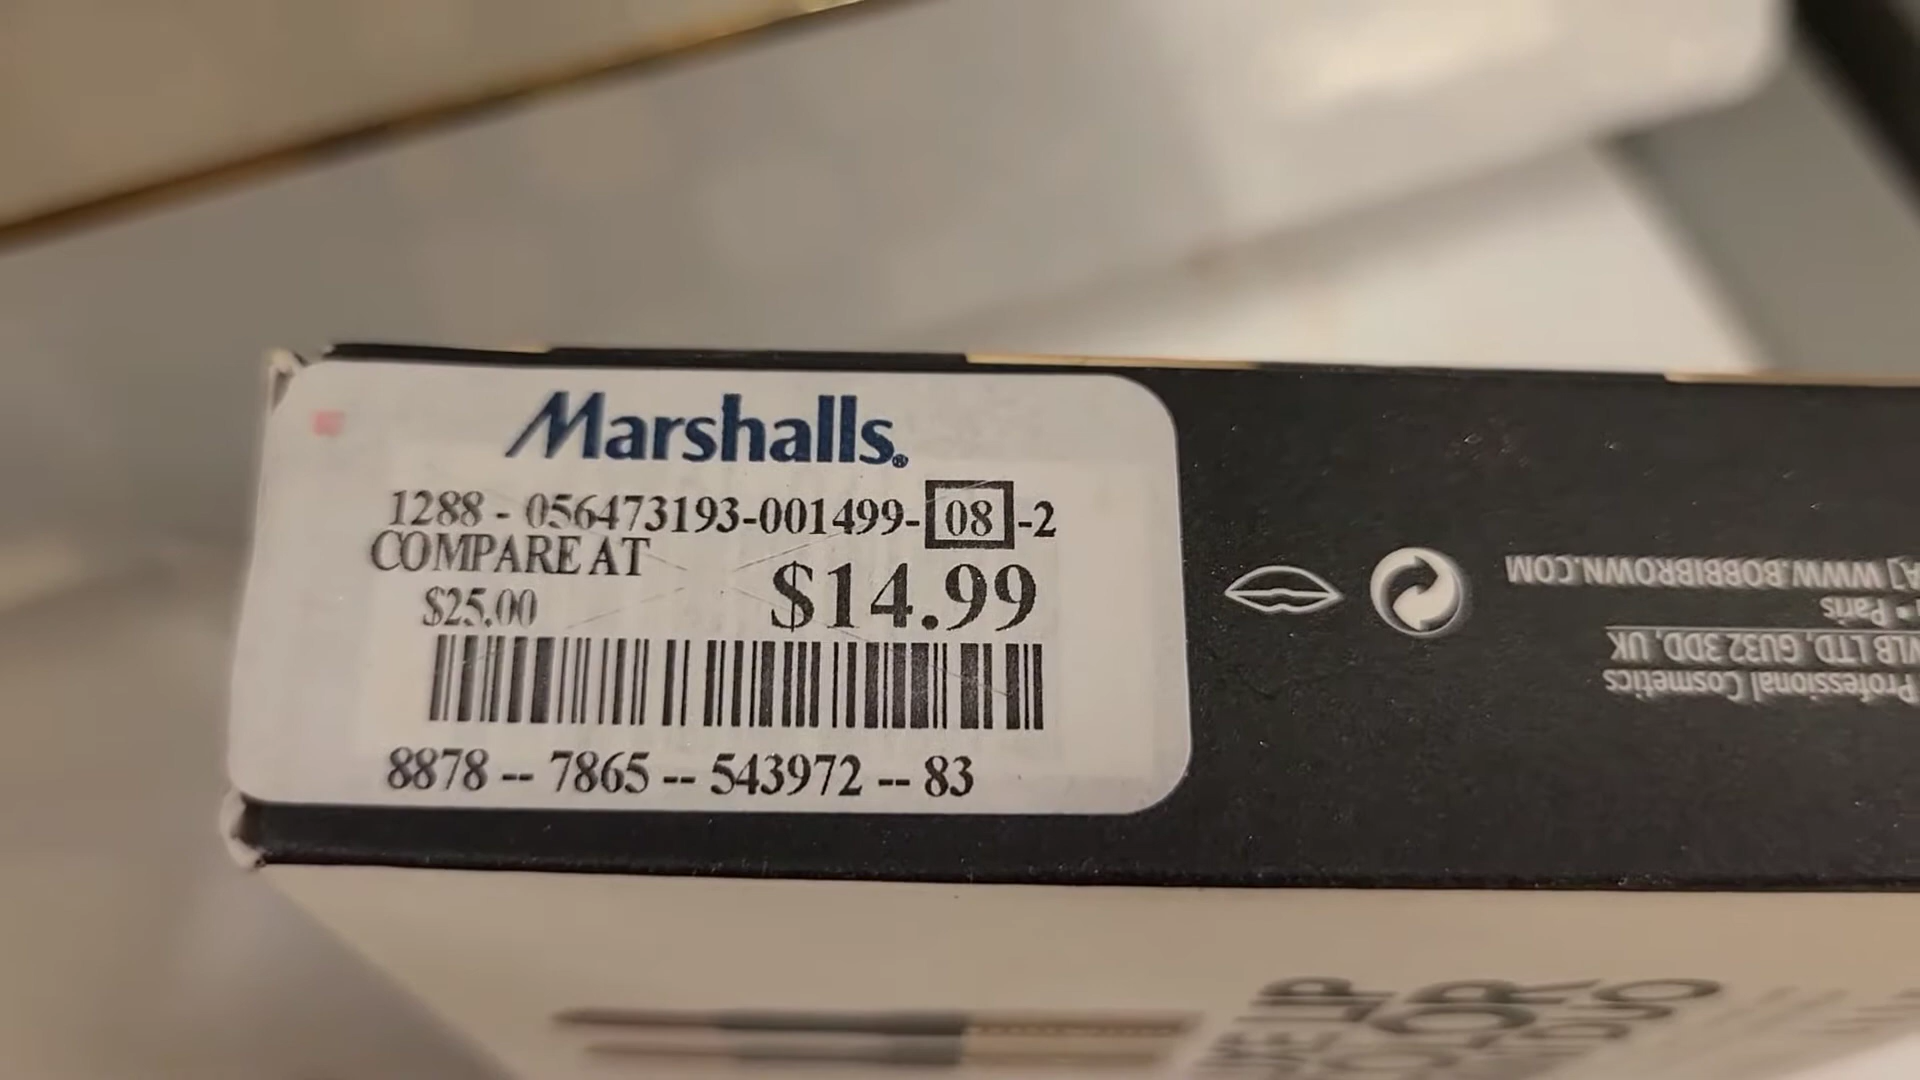 Marshalls®
1288 - 056473193-001499-08-2
COMPARE AT
$25.00
$14.99
8878 -- 7865 -- 543972 -- 83
WWW.BOBBIBROWN.COM
• Paris
LTD, GU32 3DD, UK
Professional Cosmetics
LIP